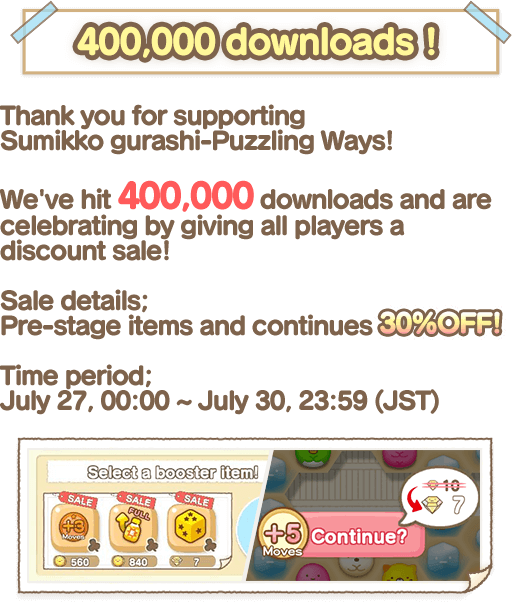 400,000 downloads !
Thank you for supporting
Sumikko gurashi-Puzzling Ways!
We've hit 400,000 downloads and are
celebrating by giving all players a
discount sale!
Sale details;
Pre-stage items and continues 30%OFF!
Time period;
July 27, 00:00 ~ July 30, 23:59 (JST)
Select a booster item!
SALE SALE SALE
+3 Moves
FULL
560 840 7
10
7
+5 Moves
Continue?